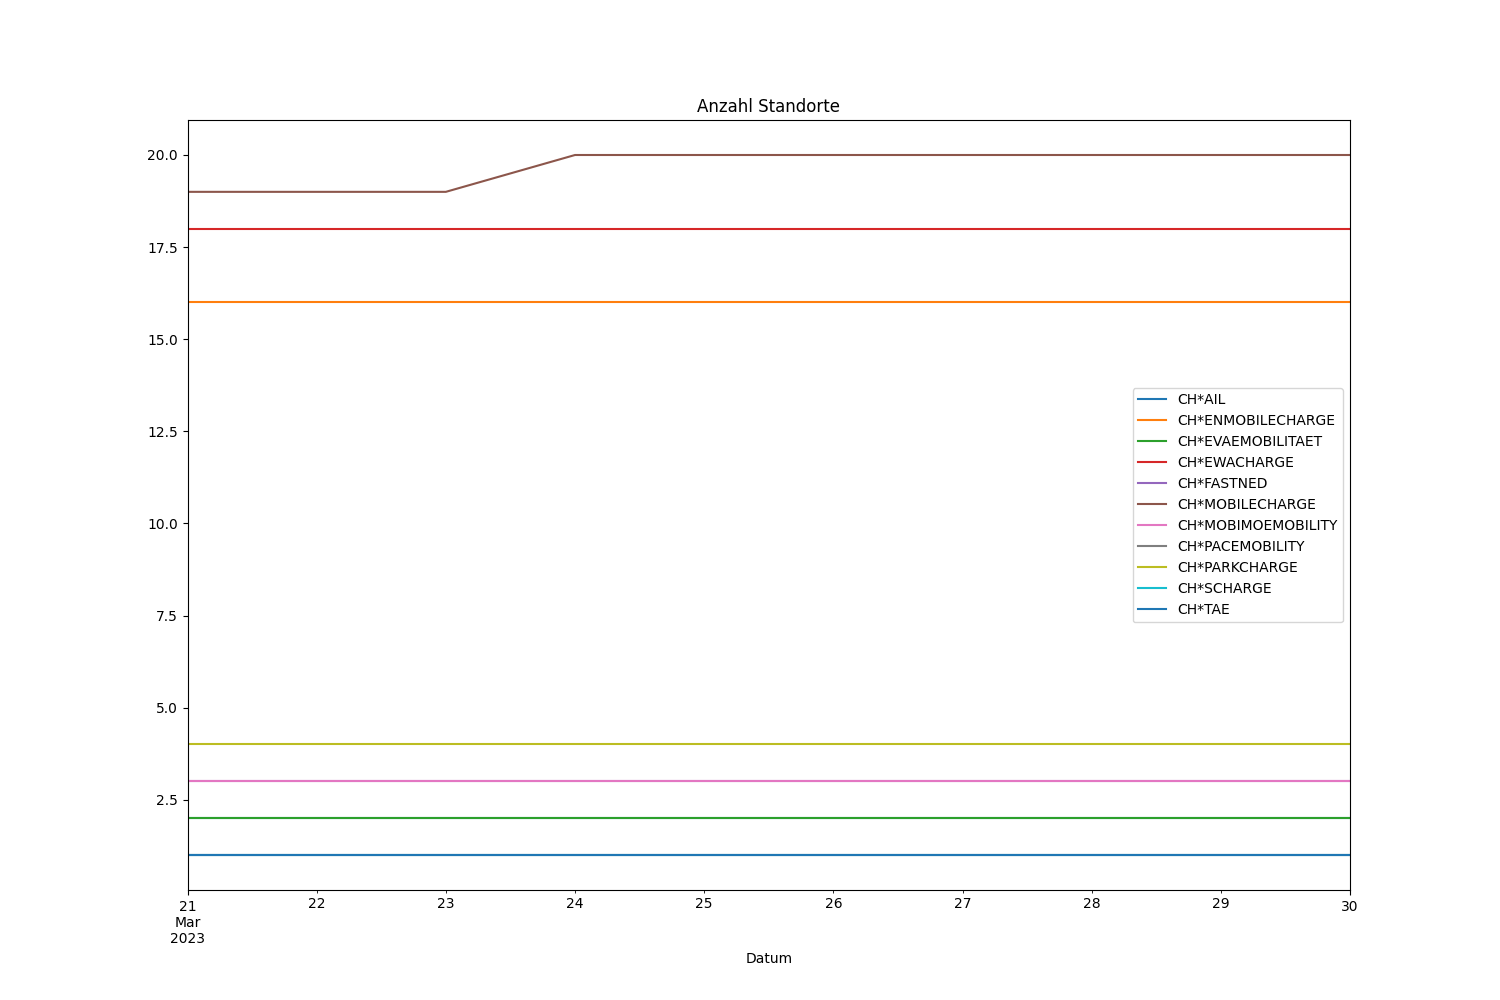 Anzahl Standorte
20.0
17.5
15.0
12.5
10.0
7.5
5.0
2.5
CH*AIL
CH*ENMOBILECHARGE
CH*EVAEMOBILITAET
CH*EWACHARGE
CH*FASTNED
CH*MOBILECHARGE
CH*MOBIMOEMOBILITY
CH*PACEMOBILITY
CH*PARKCHARGE
CH*SCHARGE
CH*TAE
21 22 23 24 25 26 27 28 29 30
Mar
2023
Datum